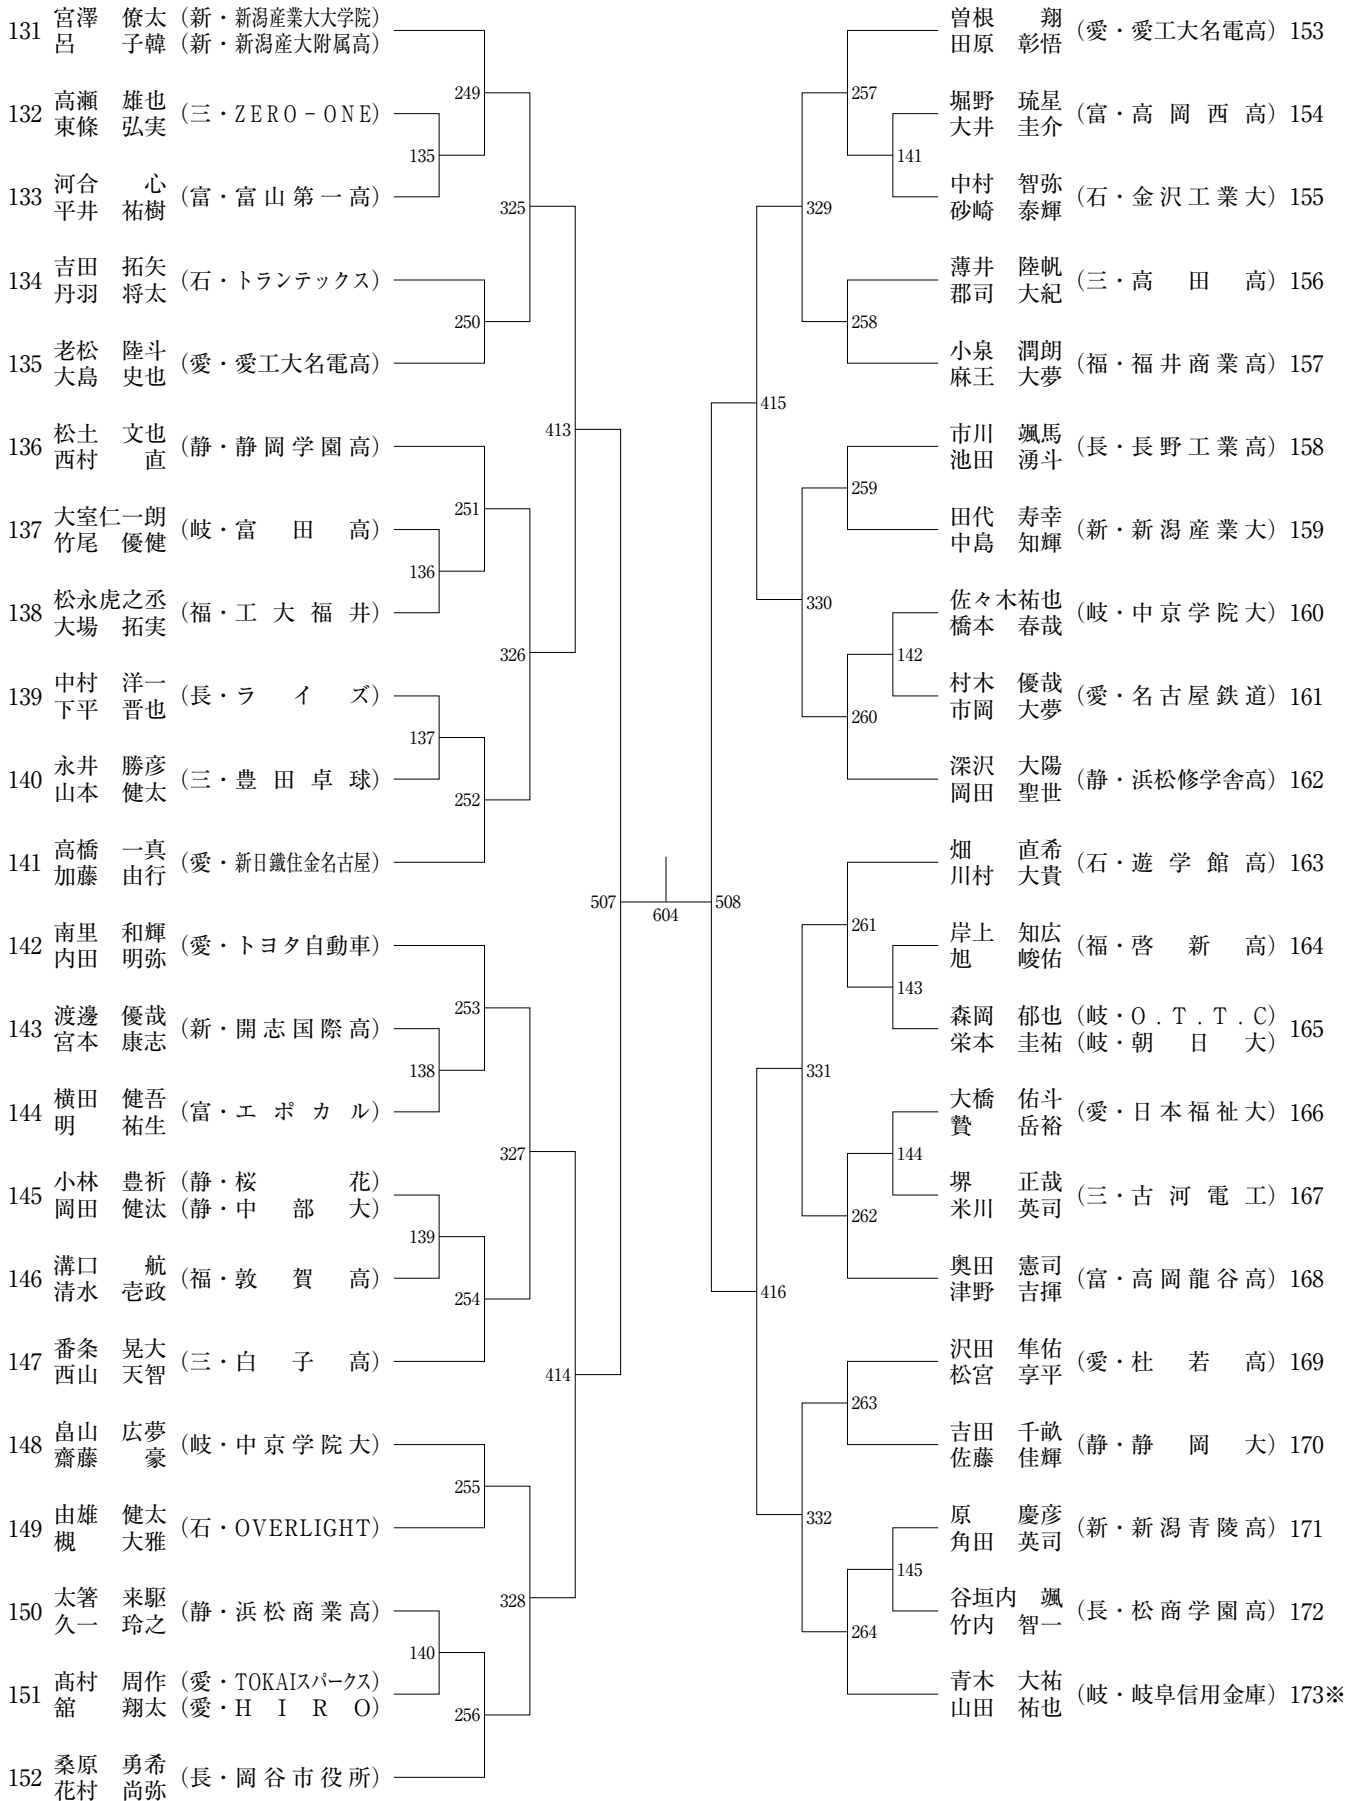 131 宮澤 僚太 (新・新潟産業大大学院)
呂 子韓 (新・新潟産大附属高)
132 高瀬 雄也 (三・ZERO-ONE)
東條 弘実
133 河合 心 (富・富山第一高)
平井 祐樹
134 吉田 拓矢 (石・トランテックス)
丹羽 将太
135 老松 陸斗 (愛・愛工大名電高)
大島 史也
136 松土 文也 (静・静岡学園高)
西村 直
137 大室仁一朗 (岐・富田高)
竹尾 優健
138 松永虎之丞 (福・工大福井)
大場 拓実
139 中村 洋一 (長・ライズ)
下平 晋也
140 永井 勝彦 (三・豊田卓球)
山本 健太
141 高橋 一真 (愛・新日鐵住金名古屋)
加藤 由行
142 南里 和輝 (愛・トヨタ自動車)
内田 明弥
143 渡邊 優哉 (新・開志国際高)
宮本 康志
144 横田 健吾 (富・エポカル)
明 祐生
145 小林 豊祈 (静・桜花)
岡田 健汰 (静・中部大)
146 溝口 航 (福・敦賀高)
清水 壱政
147 番条 晃大 (三・白子高)
西山 天智
148 畠山 広夢 (岐・中京学院大)
齋藤 豪
149 由雄 健太 (石・OVERLIGHT)
槻 大雅
150 太箸 来駆 (静・浜松商業高)
久一 玲之
151 髙村 周作 (愛・TOKAIスパークス)
舘 翔太 (愛・HIRO)
152 桑原 勇希 (長・岡谷市役所)
花村 尚弥
135
136
137
138
139
140
249
250
251
252
253
254
255
256
325
326
327
328
413
414
507
604
508
415
416
329
330
331
332
257
258
259
260
261
262
263
264
141
142
143
144
145
曽根 翔 (愛・愛工大名電高) 153
田原 彰悟
堀野 琉星 (富・高岡西高) 154
大井 圭介
中村 智弥 (石・金沢工業大) 155
砂崎 泰輝
薄井 陸帆 (三・高田高) 156
郡司 大紀
小泉 潤朗 (福・福井商業高) 157
麻王 大夢
市川 颯馬 (長・長野工業高) 158
池田 湧斗
田代 寿幸 (新・新潟産業大) 159
中島 知輝
佐々木祐也 (岐・中京学院大) 160
橋本 春哉
村木 優哉 (愛・名古屋鉄道) 161
市岡 大夢
深沢 大陽 (静・浜松修学舎高) 162
岡田 聖世
畑 直希 (石・遊学館高) 163
川村 大貴
岸上 知広 (福・啓新高) 164
旭 峻佑
森岡 郁也 (岐・O.T.T.C) 165
栄本 圭祐 (岐・朝日大)
大橋 佑斗 (愛・日本福祉大) 166
贄 岳裕
堺 正哉 (三・古河電工) 167
米川 英司
奥田 憲司 (富・高岡龍谷高) 168
津野 吉揮
沢田 隼佑 (愛・杜若高) 169
松宮 享平
吉田 千畝 (静・静岡大) 170
佐藤 佳輝
原 慶彦 (新・新潟青陵高) 171
角田 英司
谷垣内 颯 (長・松商学園高) 172
竹内 智一
青木 大祐 (岐・岐阜信用金庫) 173※
山田 祐也